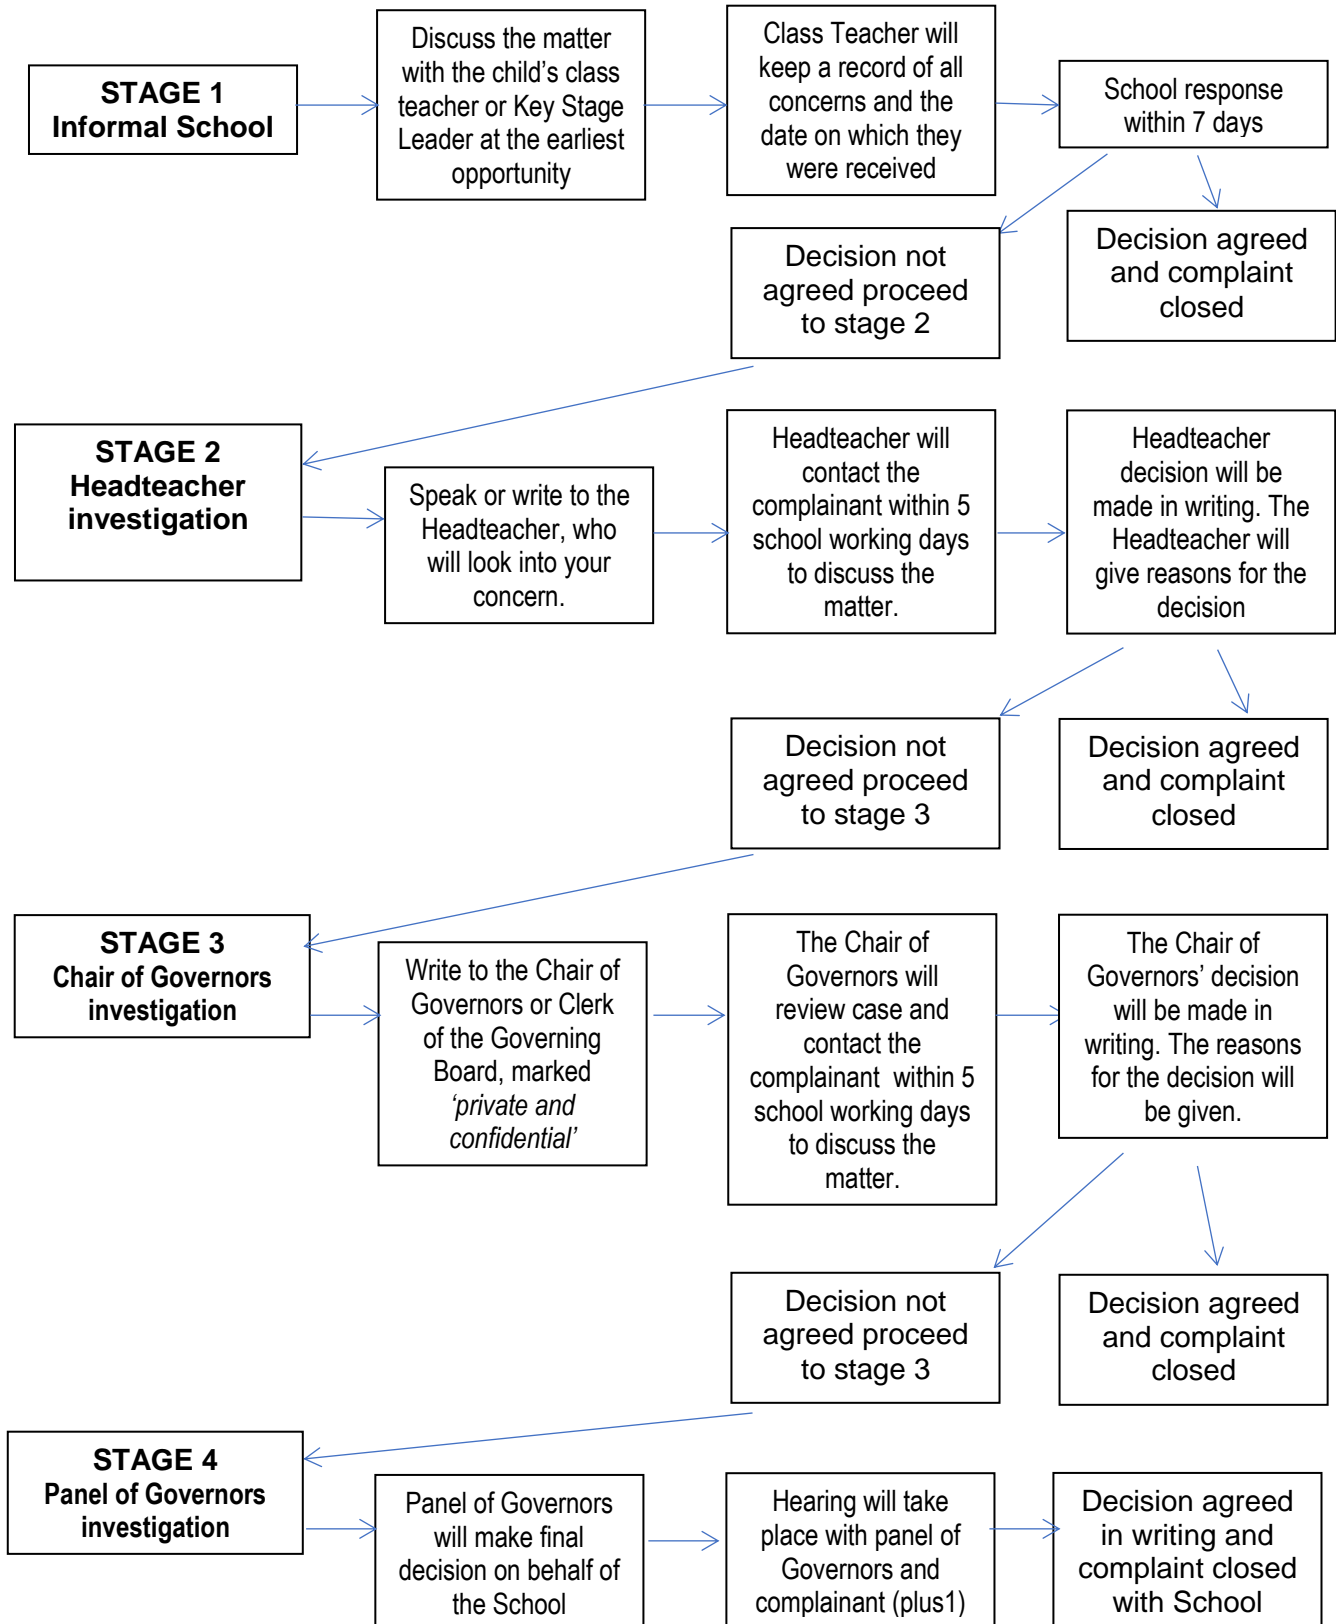 STAGE 1
Informal School
Discuss the matter
with the child’s class
teacher or Key Stage
Leader at the earliest
opportunity
Class Teacher will
keep a record of all
concerns and the
date on which they
were received
School response
within 7 days
Decision not
agreed proceed
to stage 2
Decision agreed
and complaint
closed
STAGE 2
Headteacher
investigation
Speak or write to the
Headteacher, who
will look into your
concern.
Headteacher will
contact the
complainant within 5
school working days
to discuss the
matter.
Headteacher
decision will be
made in writing. The
Headteacher will
give reasons for the
decision
Decision not
agreed proceed
to stage 3
Decision agreed
and complaint
closed
STAGE 3
Chair of Governors
investigation
Write to the Chair of
Governors or Clerk
of the Governing
Board, marked
‘private and
confidential’
The Chair of
Governors will
review case and
contact the
complainant within 5
school working days
to discuss the
matter.
The Chair of
Governors’ decision
will be made in
writing. The reasons
for the decision will
be given.
Decision not
agreed proceed
to stage 3
Decision agreed
and complaint
closed
STAGE 4
Panel of Governors
investigation
Panel of Governors
will make final
decision on behalf of
the School
Hearing will take
place with panel of
Governors and
complainant (plus1)
Decision agreed
in writing and
complaint closed
with School